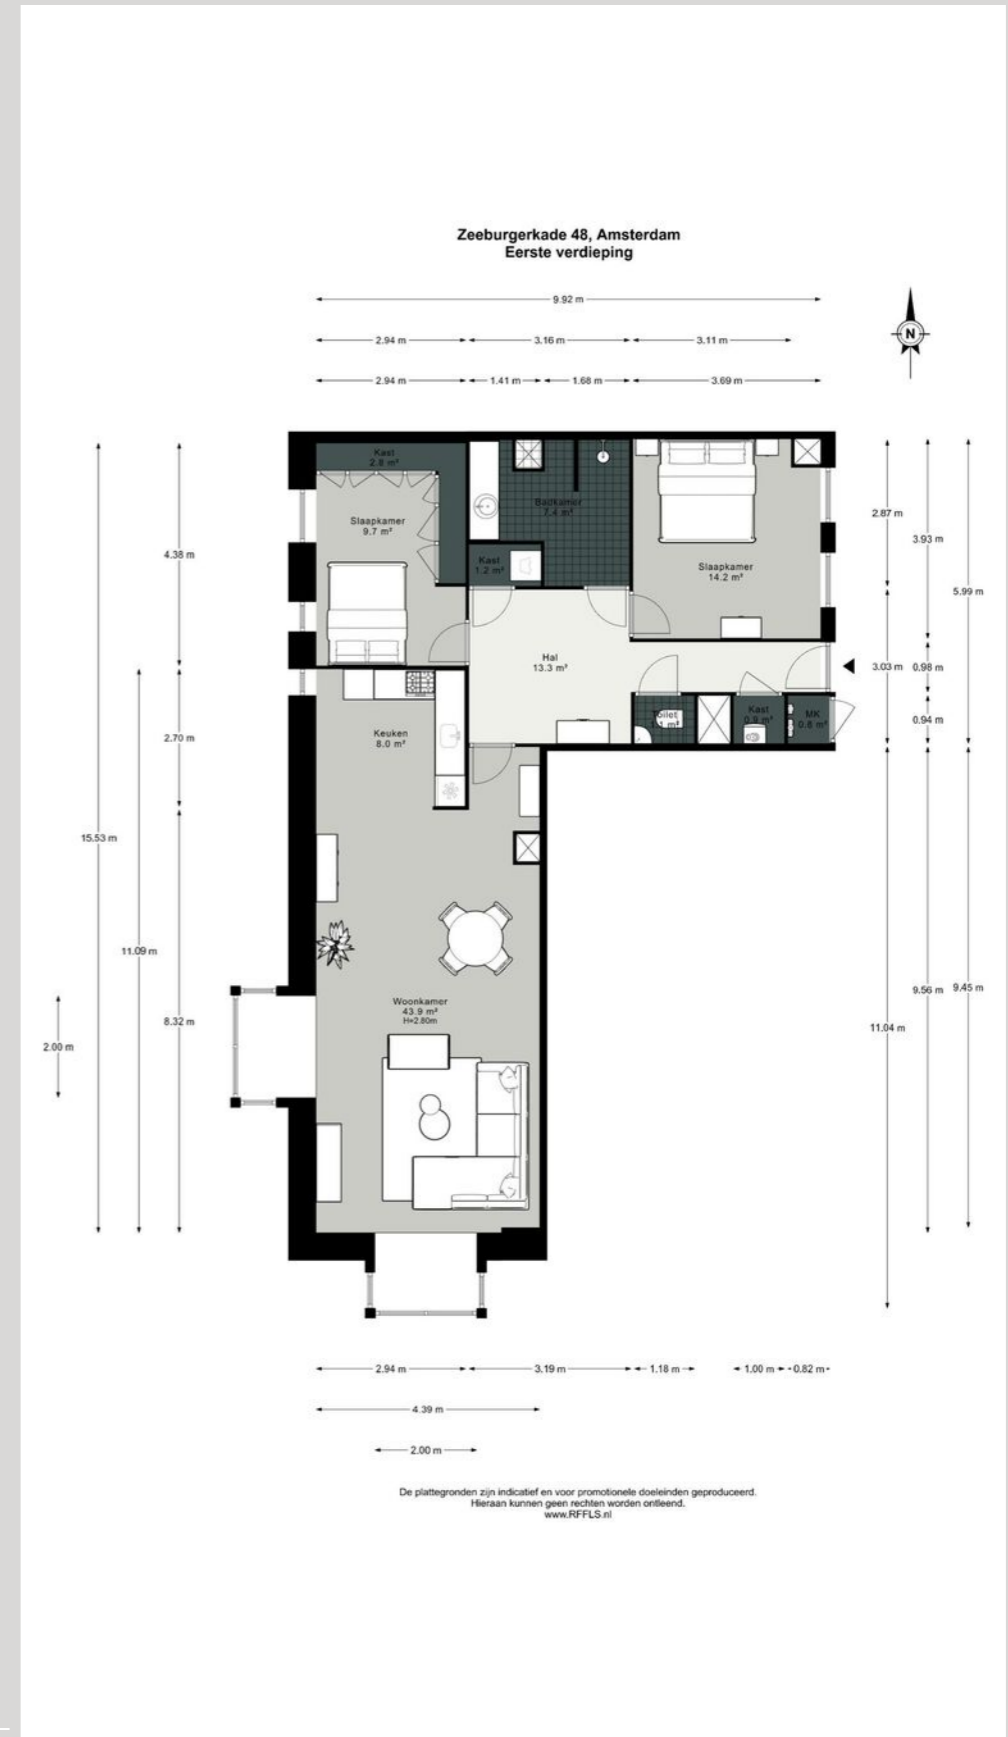 Zeeburgerkade 48, Amsterdam
Eerste verdieping
9.92 m
2.94 m
3.16 m
3.11 m
2.94 m
1.41 m
1.68 m
3.69 m
N
Kast
2.9 m²
Slaapkamer
9.7 m²
Badkamer
7.4 m²
Kast
1.2 m²
Slaapkamer
14.2 m²
Hal
13.3 m²
Toilet
Kast
0.9 m²
MK
0.8 m²
Keuken
8.0 m²
Woonkamer
43.9 m²
H=2.80m
4.38 m
2.70 m
15.53 m
11.09 m
8.32 m
2.00 m
2.87 m
3.93 m
5.99 m
3.03 m
0.98 m
0.94 m
9.56 m
9.45 m
11.04 m
2.94 m
3.19 m
1.18 m
1.00 m
0.82 m
4.39 m
2.00 m
De plattegronden zijn indicatief en voor promotionele doeleinden geproduceerd.
Hieraan kunnen geen rechten worden ontleend.
www.RFFLS.nl